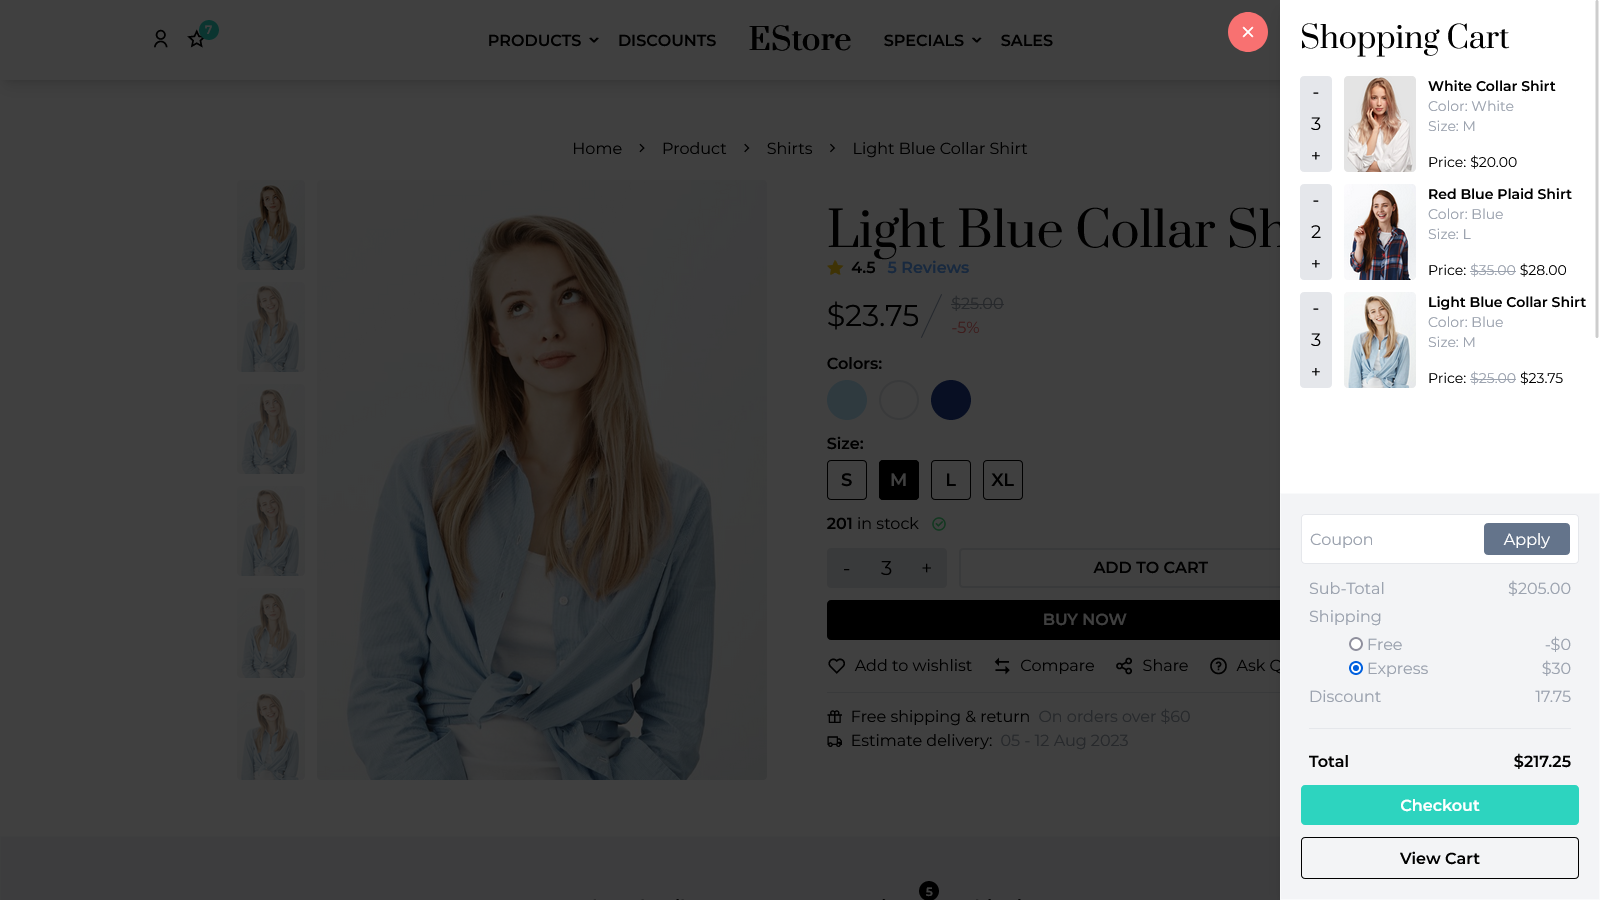 7
PRODUCTS
DISCOUNTS
EStore
SPECIALS
SALES
Home
Product
Shirts
Light Blue Collar Shirt
Light Blue Collar Sh
4.5 5 Reviews
$23.75
$25.00
-5%
Colors:
Size:
S M L XL
201 in stock
- 3 +
ADD TO CART
BUY NOW
Add to wishlist
Compare
Share
Ask Q
Free shipping & return On orders over $60
Estimate delivery: 05 - 12 Aug 2023
5
Shopping Cart
-
3
+
White Collar Shirt
Color: White
Size: M
Price: $20.00
-
2
+
Red Blue Plaid Shirt
Color: Blue
Size: L
Price: $35.00 $28.00
-
3
+
Light Blue Collar Shirt
Color: Blue
Size: M
Price: $25.00 $23.75
Coupon
Apply
Sub-Total $205.00
Shipping
Free -$0
Express $30
Discount 17.75
Total $217.25
Checkout
View Cart